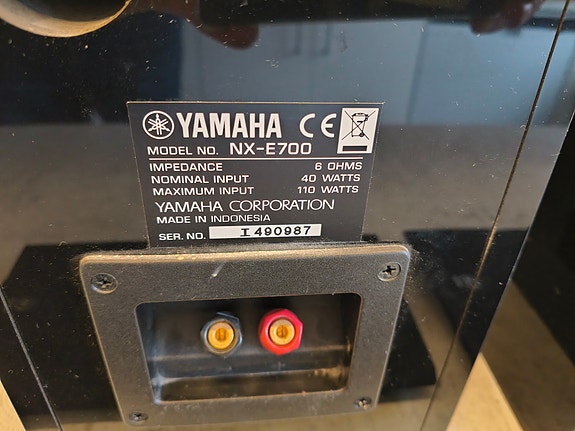 YAMAHA CE
MODEL NO. NX-E700
IMPEDANCE 6 OHMS
NOMINAL INPUT 40 WATTS
MAXIMUM INPUT 110 WATTS
YAMAHA CORPORATION
MADE IN INDONESIA
SER. NO. I 490987